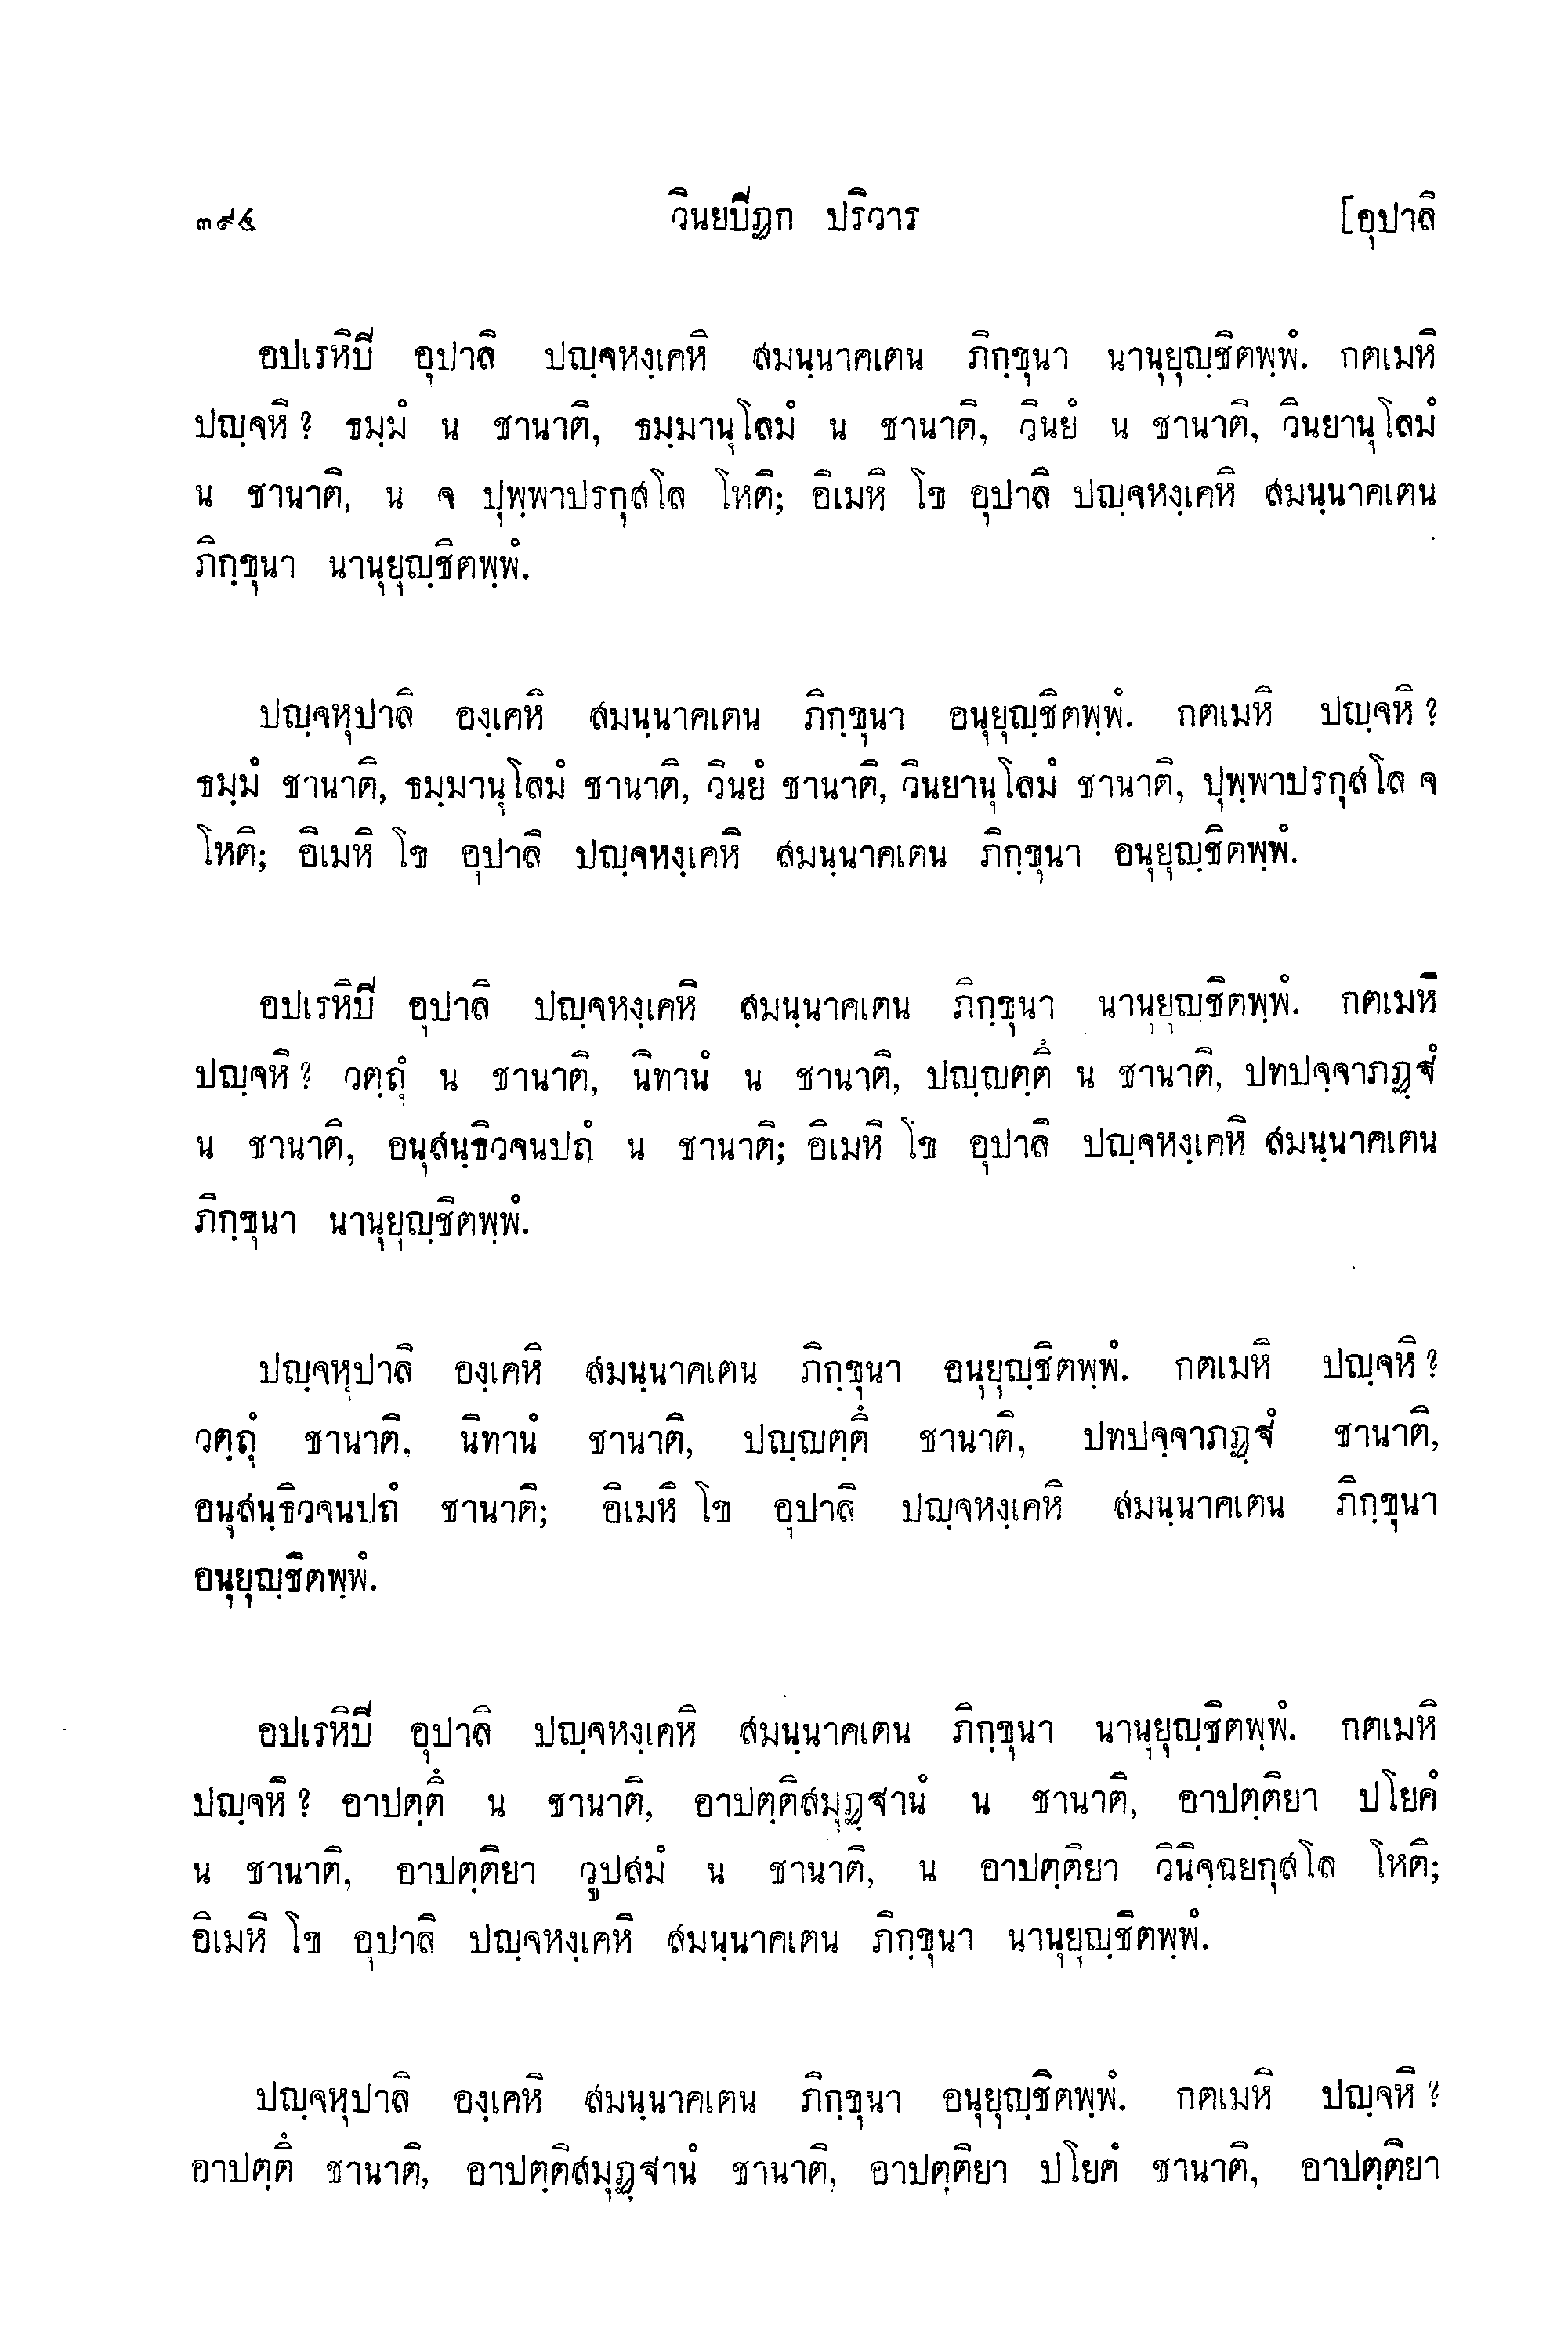 ๓๙๔ วินยปิฏก ปริวาร [อุปาลิ
อปเรหิปิ อุปาลิ ปญฺจหงฺเคหิ สมนฺนาคเตน ภิกฺขุนา นานุยุญฺชิตพฺพํ. กตเมหิ
ปญฺจหิ? ธมฺมํ น ชานาติ, ธมฺมานุโลมํ น ชานาติ, วินยํ น ชานาติ, วินยานุโลมํ
น ชานาติ, น จ ปุพฺพาปรกุสโล โหติ; อิเมหิ โข อุปาลิ ปญฺจหงฺเคหิ สมนฺนาคเตน
ภิกฺขุนา นานุยุญฺชิตพฺพํ.
ปญฺจหุปาลิ องฺเคหิ สมนฺนาคเตน ภิกฺขุนา อนุยุญฺชิตพฺพํ. กตเมหิ ปญฺจหิ?
ธมฺมํ ชานาติ, ธมฺมานุโลมํ ชานาติ, วินยํ ชานาติ, วินยานุโลมํ ชานาติ, ปุพฺพาปรกุสโล จ
โหติ; อิเมหิ โข อุปาลิ ปญฺจหงฺเคหิ สมนฺนาคเตน ภิกฺขุนา อนุยุญฺชิตพฺพํ.
อปเรหิปิ อุปาลิ ปญฺจหงฺเคหิ สมนฺนาคเตน ภิกฺขุนา นานุยุญฺชิตพฺพํ. กตเมหิ
ปญฺจหิ? วตฺถุํ น ชานาติ, นิทานํ น ชานาติ, ปญฺญตฺตึ น ชานาติ, ปทปจฺจาภฏฺฐํ
น ชานาติ, อนุสนฺธิวจนปถํ น ชานาติ; อิเมหิ โข อุปาลิ ปญฺจหงฺเคหิ สมนฺนาคเตน
ภิกฺขุนา นานุยุญฺชิตพฺพํ.
ปญฺจหุปาลิ องฺเคหิ สมนฺนาคเตน ภิกฺขุนา อนุยุญฺชิตพฺพํ. กตเมหิ ปญฺจหิ?
วตฺถุํ ชานาติ, นิทานํ ชานาติ, ปญฺญตฺตึ ชานาติ, ปทปจฺจาภฏฺฐํ ชานาติ,
อนุสนฺธิวจนปถํ ชานาติ; อิเมหิ โข อุปาลิ ปญฺจหงฺเคหิ สมนฺนาคเตน ภิกฺขุนา
อนุยุญฺชิตพฺพํ.
อปเรหิปิ อุปาลิ ปญฺจหงฺเคหิ สมนฺนาคเตน ภิกฺขุนา นานุยุญฺชิตพฺพํ. กตเมหิ
ปญฺจหิ? อาปตฺตึ น ชานาติ, อาปตฺติสมุฏฺฐานํ น ชานาติ, อาปตฺติยา ปโยคํ
น ชานาติ, อาปตฺติยา วูปสมํ น ชานาติ, น อาปตฺติยา วินิจฺฉยกุสโล โหติ;
อิเมหิ โข อุปาลิ ปญฺจหงฺเคหิ สมนฺนาคเตน ภิกฺขุนา นานุยุญฺชิตพฺพํ.
ปญฺจหุปาลิ องฺเคหิ สมนฺนาคเตน ภิกฺขุนา อนุยุญฺชิตพฺพํ. กตเมหิ ปญฺจหิ?
อาปตฺตึ ชานาติ, อาปตฺติสมุฏฺฐานํ ชานาติ, อาปตฺติยา ปโยคํ ชานาติ, อาปตฺติยา